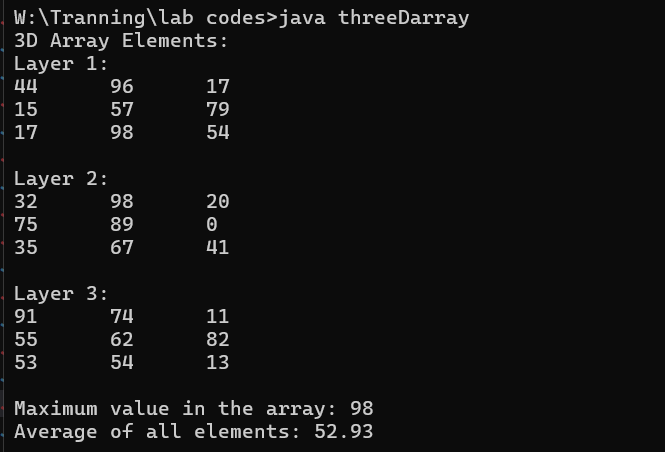 W:\Tranning\lab codes>java threeDarray
3D Array Elements:
Layer 1:
44 96 17
15 57 79
17 98 54
Layer 2:
32 98 20
75 89 0
35 67 41
Layer 3:
91 74 11
55 62 82
53 54 13
Maximum value in the array: 98
Average of all elements: 52.93